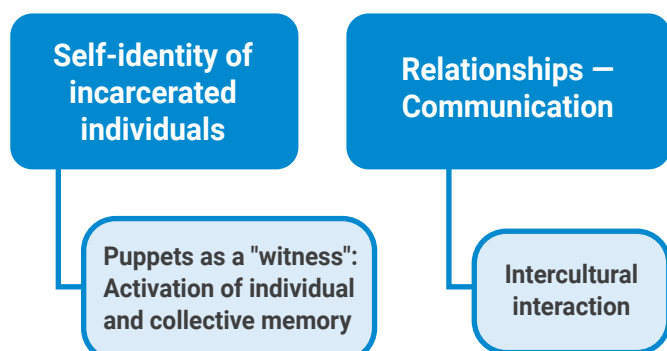 Self-identity of
incarcerated
individuals
Relationships —
Communication
Puppets as a "witness":
Activation of individual
and collective memory
Intercultural
interaction